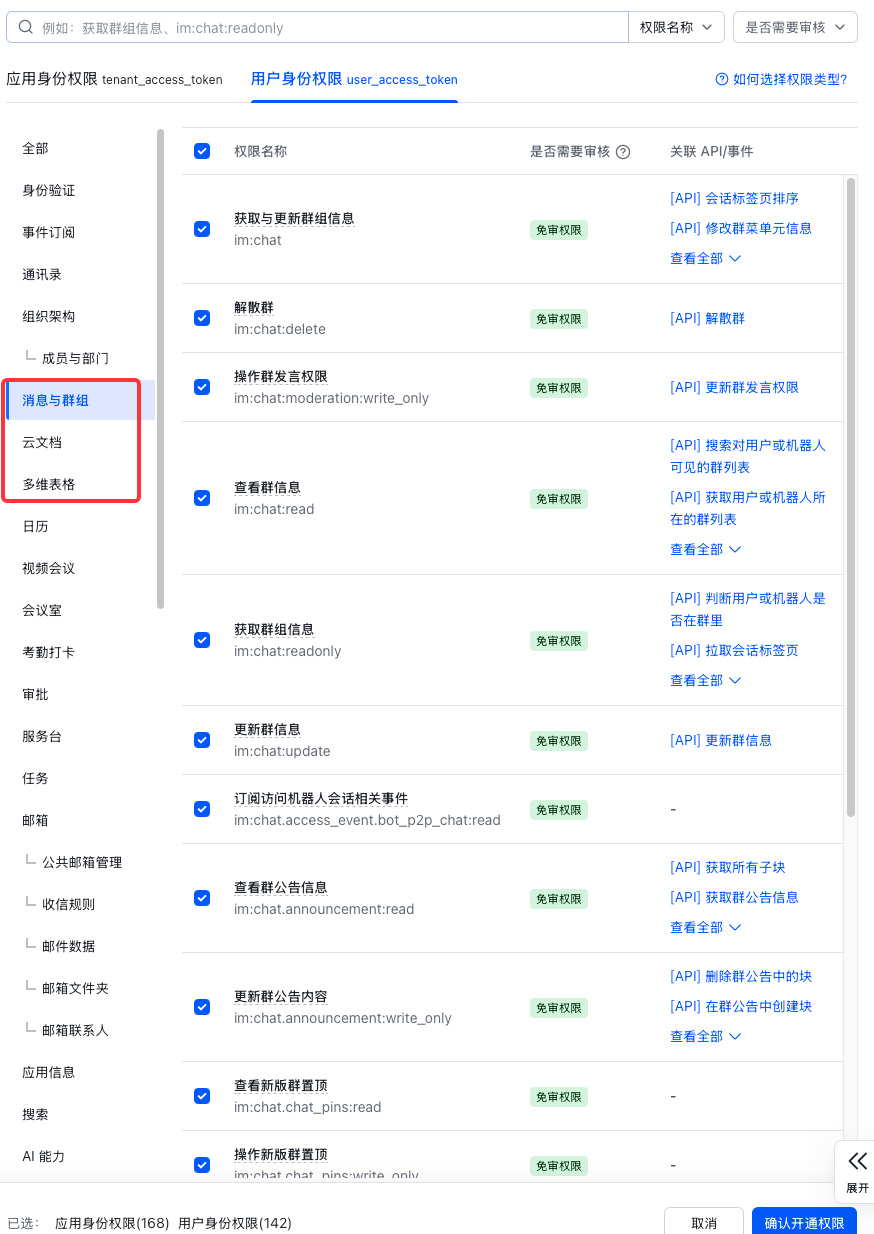 例如：获取群组信息、im:chat:readonly
权限名称
是否需要审核
应用身份权限 tenant_access_token
用户身份权限 user_access_token
如何选择权限类型?
全部
身份验证
事件订阅
通讯录
组织架构
成员与部门
消息与群组
云文档
多维表格
日历
视频会议
会议室
考勤打卡
审批
服务台
任务
邮箱
公共邮箱管理
收信规则
邮件数据
邮箱文件夹
邮箱联系人
应用信息
搜索
AI 能力
权限名称
是否需要审核
关联 API/事件
获取与更新群组信息
im:chat
免审权限
[API] 会话标签页排序
[API] 修改群菜单元信息
查看全部
解散群
im:chat:delete
免审权限
[API] 解散群
操作群发言权限
im:chat:moderation:write_only
免审权限
[API] 更新群发言权限
查看群信息
im:chat:read
免审权限
[API] 搜索对用户或机器人
可见的群列表
[API] 获取用户或机器人所
在的群列表
查看全部
获取群组信息
im:chat:readonly
免审权限
[API] 判断用户或机器人是
否在群里
[API] 拉取会话标签页
查看全部
更新群信息
im:chat:update
免审权限
[API] 更新群信息
订阅访问机器人会话相关事件
im:chat.access_event.bot_p2p_chat:read
免审权限
-
查看群公告信息
im:chat.announcement:read
免审权限
[API] 获取所有子块
[API] 获取群公告信息
查看全部
更新群公告内容
im:chat.announcement:write_only
免审权限
[API] 删除群公告中的块
[API] 在群公告中创建块
查看全部
查看新版群置顶
im:chat.chat_pins:read
免审权限
-
操作新版群置顶
im:chat.chat_pins:write_only
免审权限
-
展开
已选： 应用身份权限(168) 用户身份权限(142)
取消
确认开通权限